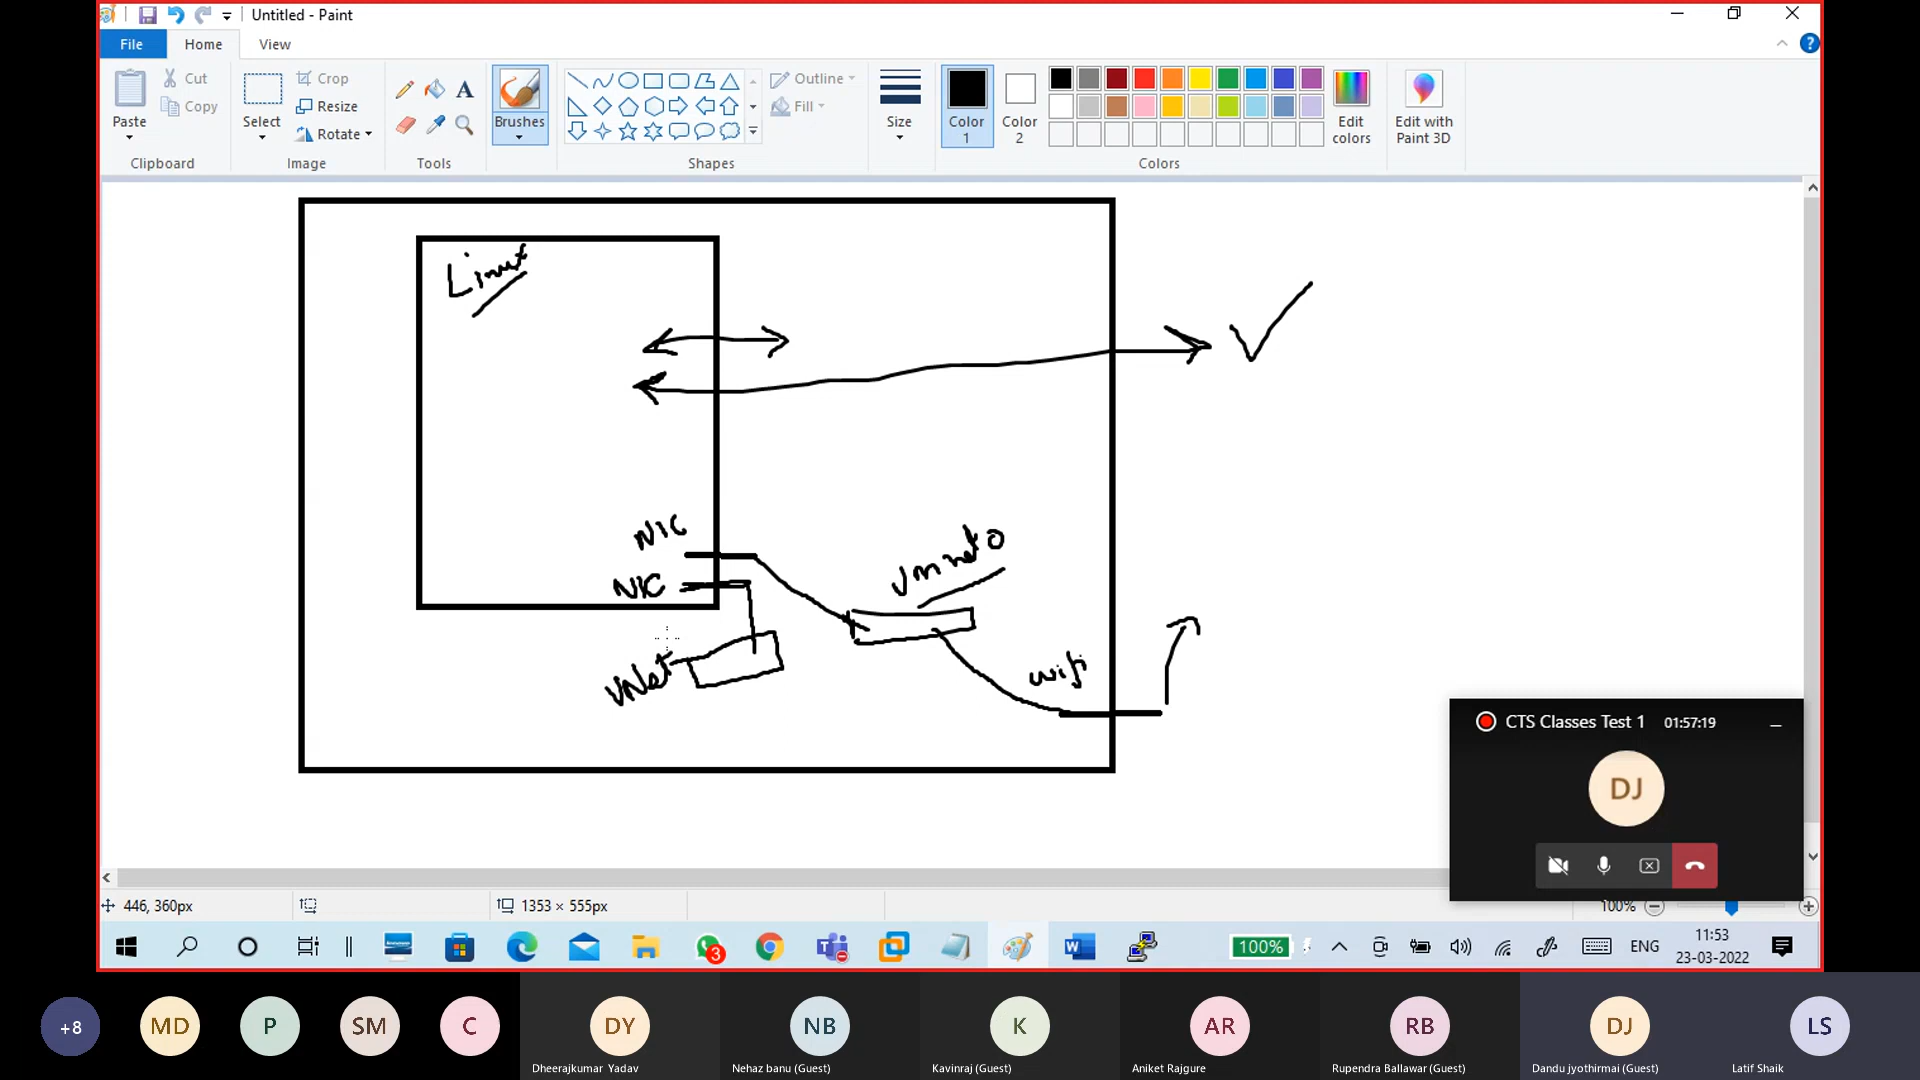 Untitled - Paint
File
Home
View
Paste
Cut
Copy
Clipboard
Select
Crop
Resize
Rotate
Image
A
Tools
Brushes
Shapes
Outline
Fill
Size
Color
1
Color
2
Edit
colors
Edit with
Paint 3D
Colors
NIC
NIC
vmnet0
vNet
wifi
CTS Classes Test 1
01:57:19
DJ
446, 360px
1353 × 555px
100%
3
100%
ENG
11:53
23-03-2022
+8
MD
P
SM
C
DY
NB
K
AR
RB
DJ
LS
Dheerajkumar Yadav
Nehaz banu (Guest)
Kavinraj (Guest)
Aniket Rajgure
Rupendra Ballawar (Guest)
Dandu jyothirmai (Guest)
Latif Shaik